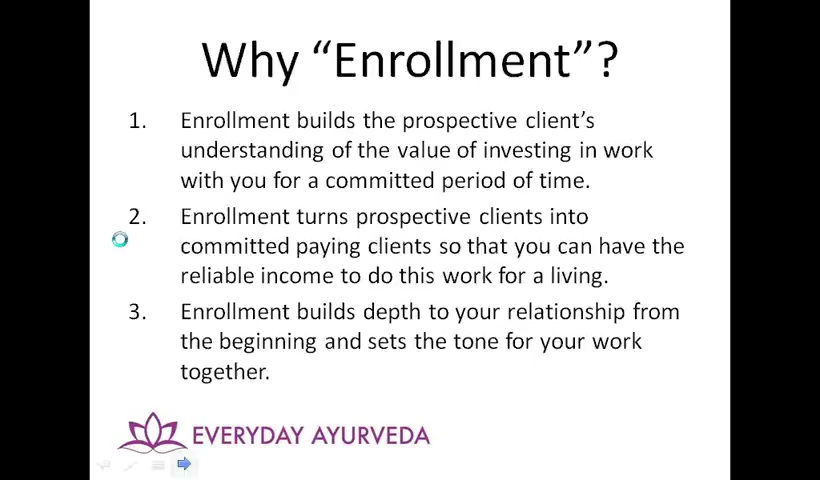 Why “Enrollment”?
1. Enrollment builds the prospective client’s
understanding of the value of investing in work
with you for a committed period of time.
2. Enrollment turns prospective clients into
committed paying clients so that you can have the
reliable income to do this work for a living.
3. Enrollment builds depth to your relationship from
the beginning and sets the tone for your work
together.
EVERYDAY AYURVEDA